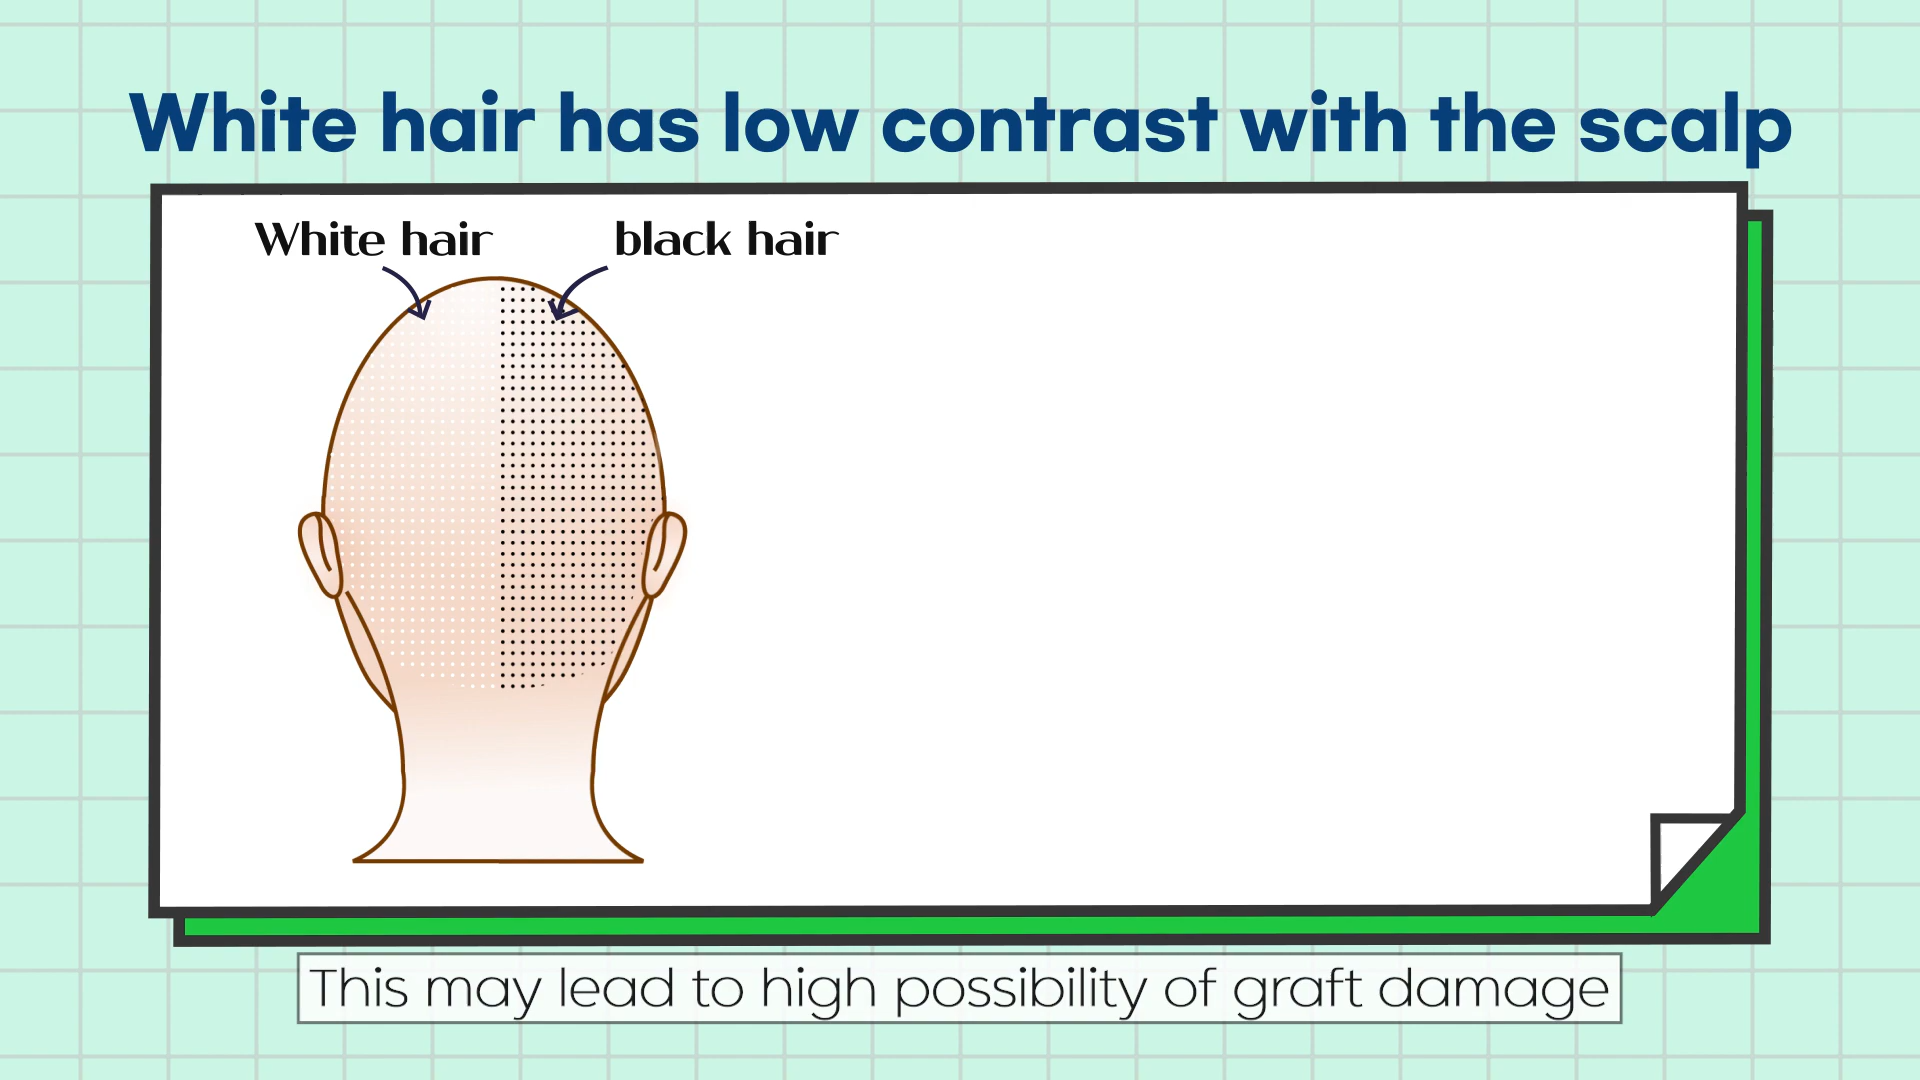 White hair has low contrast with the scalp
White hair
black hair
This may lead to high possibility of graft damage